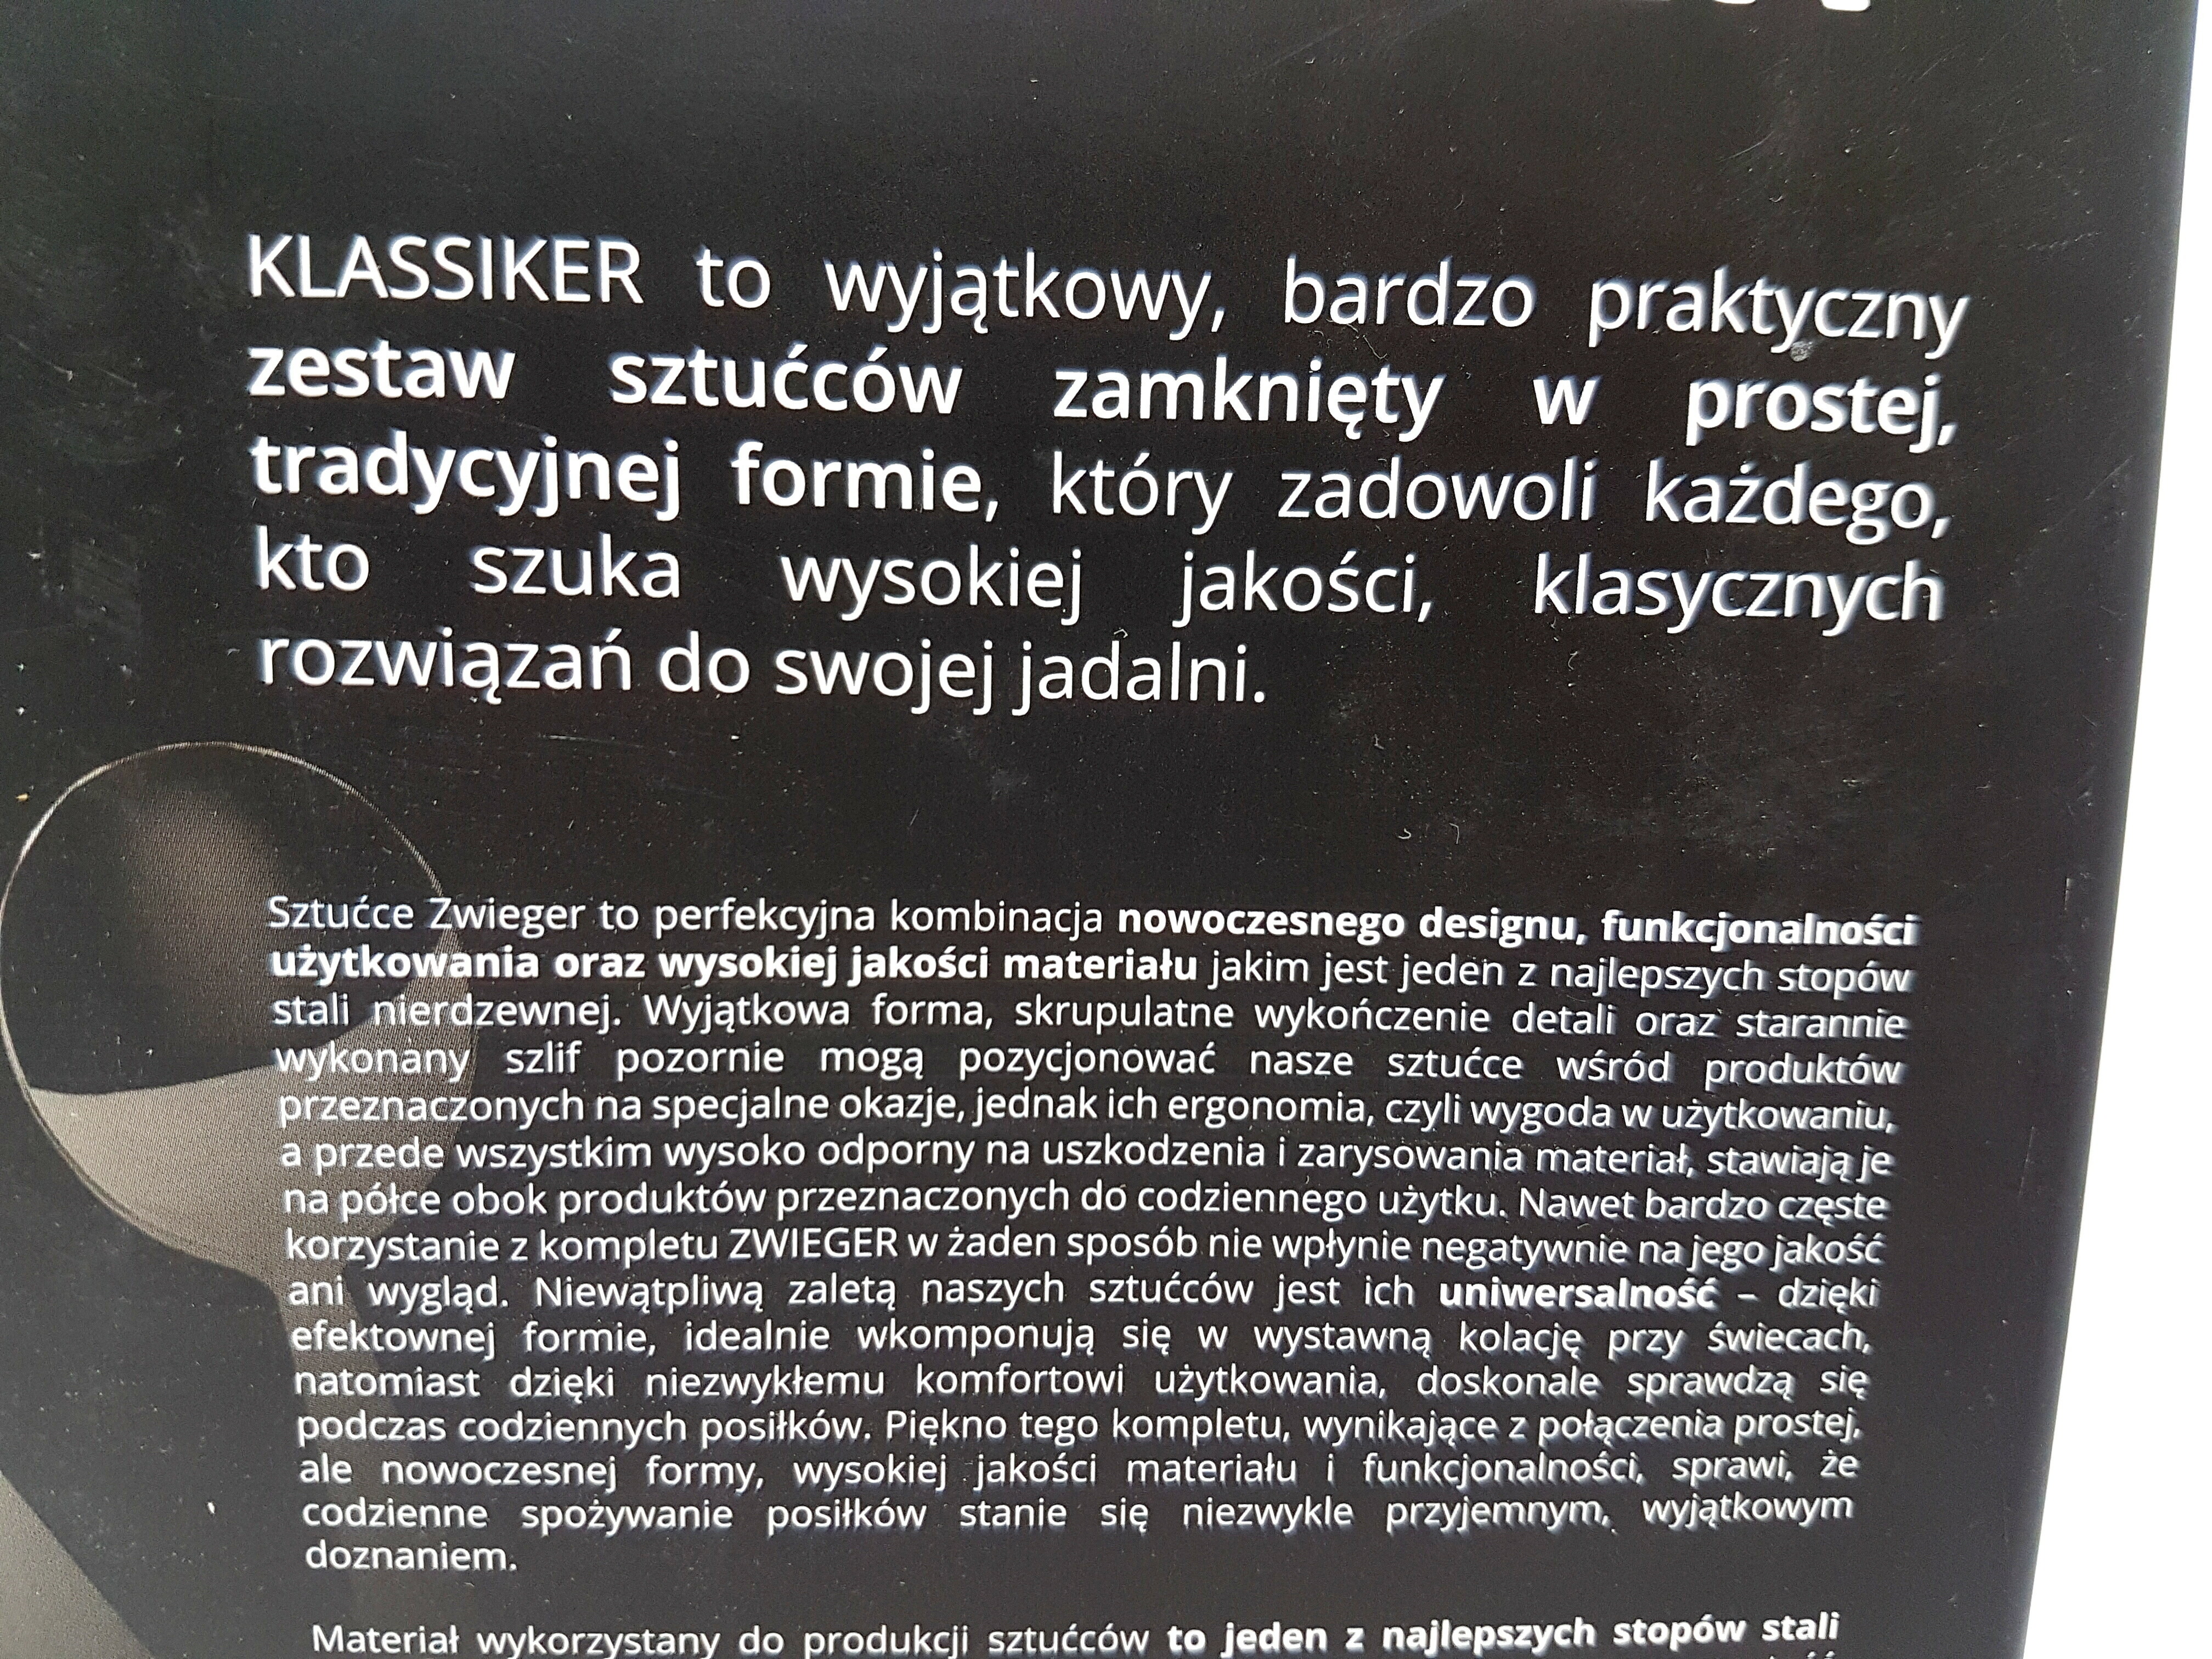 KLASSIKER to wyjątkowy, bardzo praktyczny
zestaw sztućców zamknięty w prostej,
tradycyjnej formie, który zadowoli każdego,
kto szuka wysokiej jakości, klasycznych
rozwiązań do swojej jadalni.
Sztućce Zwieger to perfekcyjna kombinacja nowoczesnego designu, funkcjonalności
użytkowania oraz wysokiej jakości materiału jakim jest jeden z najlepszych stopów
stali nierdzewnej. Wyjątkowa forma, skrupulatne wykończenie detali oraz starannie
wykonany szlif pozornie mogą pozycjonować nasze sztućce wśród produktów
przeznaczonych na specjalne okazje, jednak ich ergonomia, czyli wygoda w użytkowaniu,
a przede wszystkim wysoko odporny na uszkodzenia i zarysowania materiał, stawiają je
na półce obok produktów przeznaczonych do codziennego użytku. Nawet bardzo częste
korzystanie z kompletu ZWIEGER w żaden sposób nie wpłynie negatywnie na jego jakość
ani wygląd. Niewątpliwą zaletą naszych sztućców jest ich uniwersalność – dzięki
efektownej formie, idealnie wkomponują się w wystawną kolację przy świecach,
natomiast dzięki niezwykłemu komfortowi użytkowania, doskonale sprawdzą się
podczas codziennych posiłków. Piękno tego kompletu, wynikające z połączenia prostej,
ale nowoczesnej formy, wysokiej jakości materiału i funkcjonalności, sprawi, że
codzienne spożywanie posiłków stanie się niezwykle przyjemnym, wyjątkowym
doznaniem.
Materiał wykorzystany do produkcji sztućców to jeden z najlepszych stopów stali